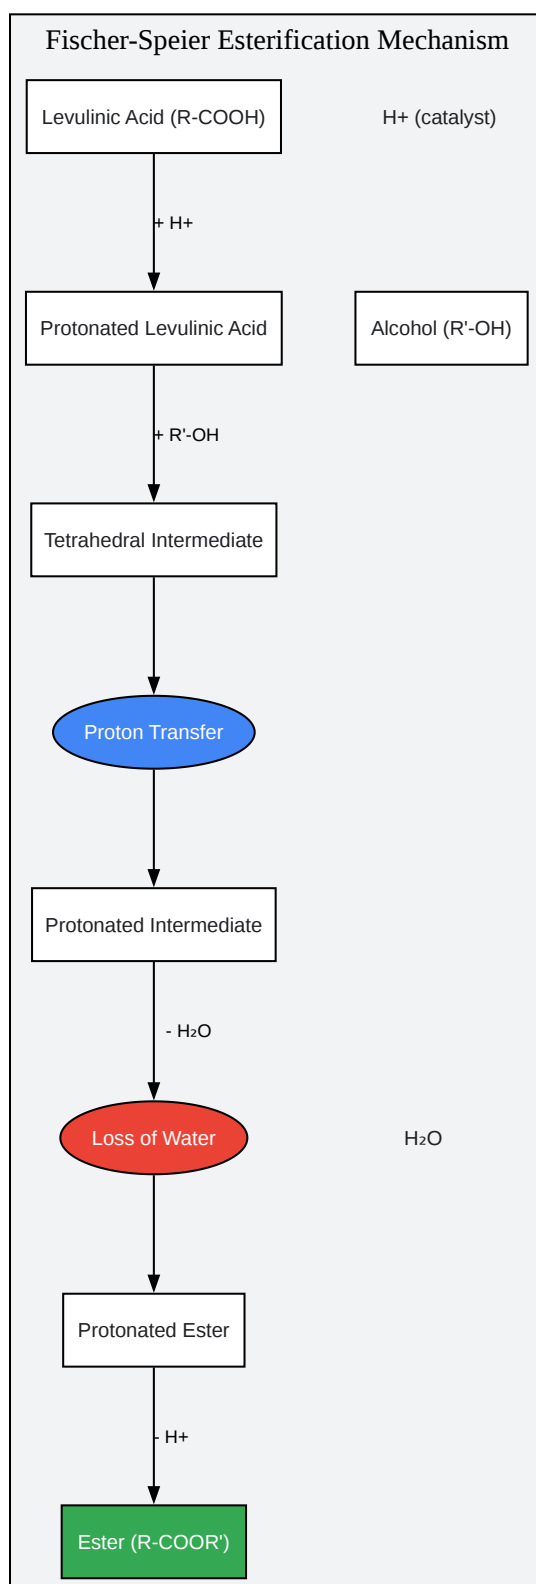 Fischer-Speier Esterification Mechanism
Levulinic Acid (R-COOH)
H+ (catalyst)
+ H+
Protonated Levulinic Acid
Alcohol (R'-OH)
+ R'-OH
Tetrahedral Intermediate
Proton Transfer
Protonated Intermediate
- H₂O
Loss of Water
H₂O
Protonated Ester
- H+
Ester (R-COOR')